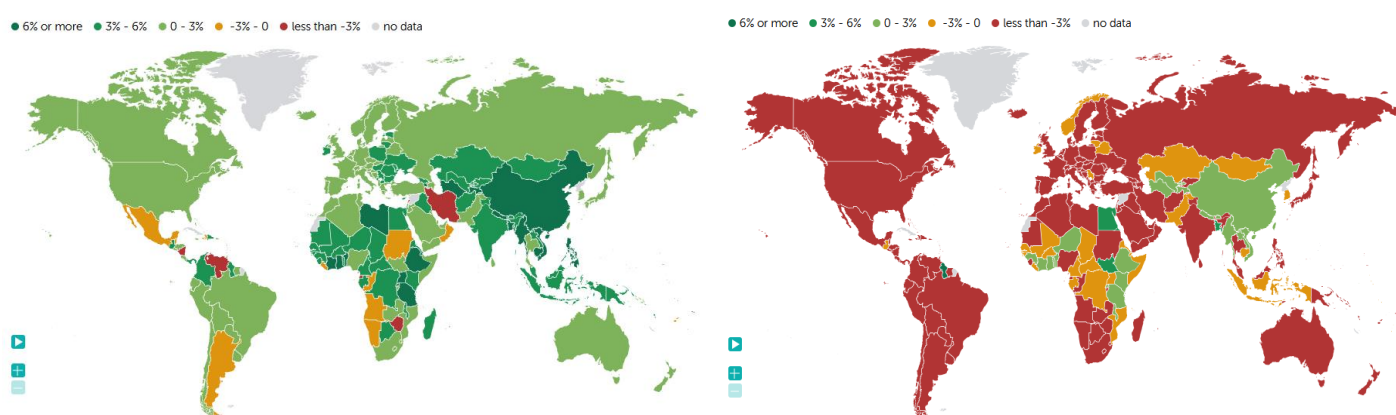 6% or more 3% - 6% 0 - 3% -3% - 0 less than -3% no data
6% or more 3% - 6% 0 - 3% -3% - 0 less than -3% no data